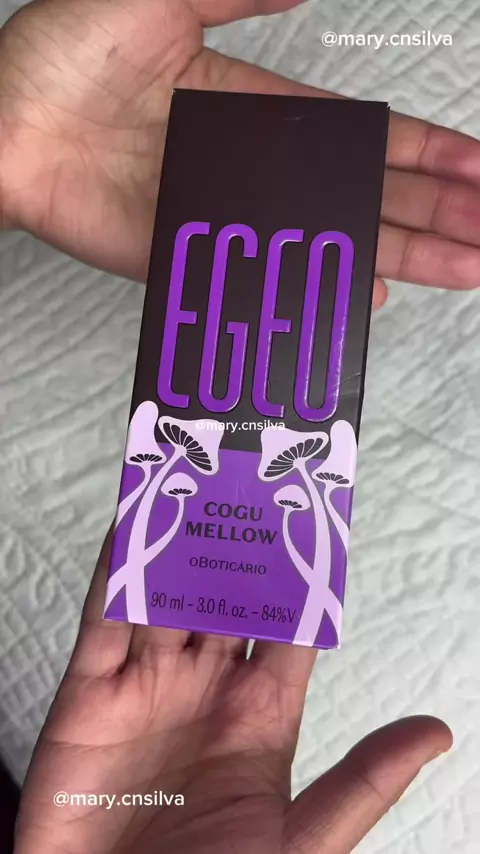 @mary.cnsilva
EGEO
@mary.cnsilva
COGU
MELLOW
oBOTICÁRIO
90 ml - 3.0 fl. oz. - 84%V
@mary.cnsilva